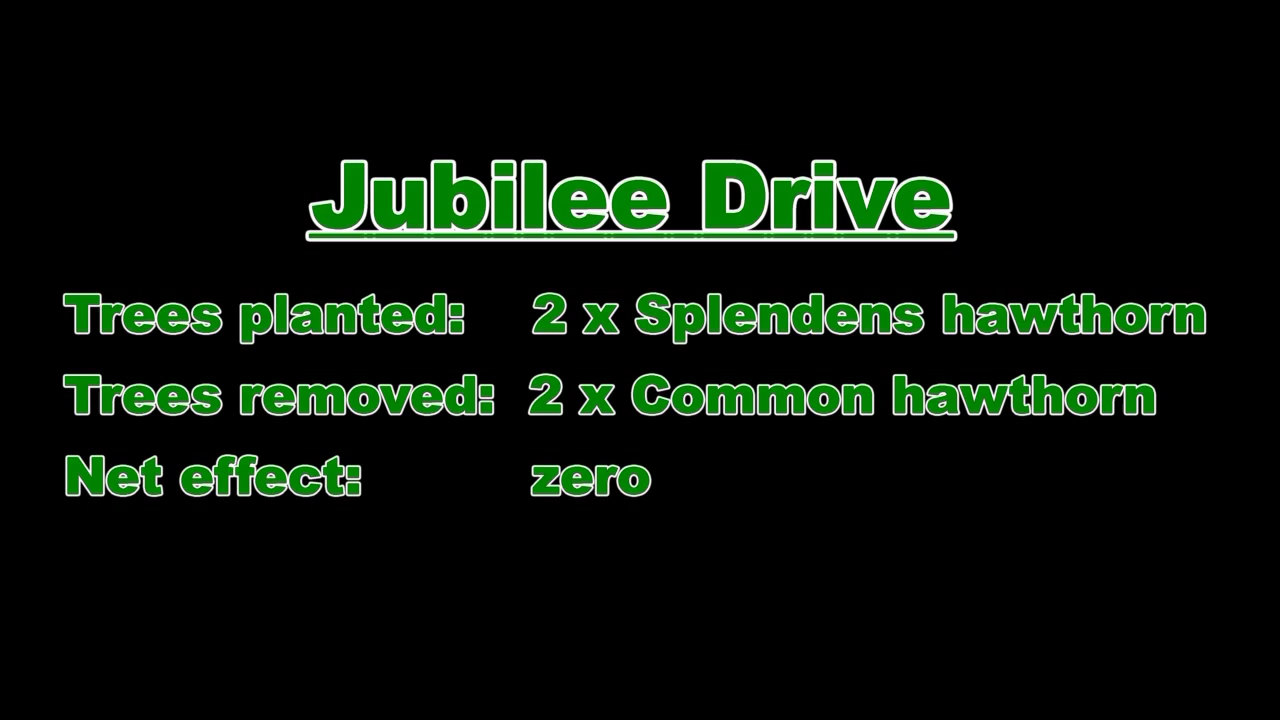 Jubilee Drive
Trees planted: 2 x Splendens hawthorn
Trees removed: 2 x Common hawthorn
Net effect: zero